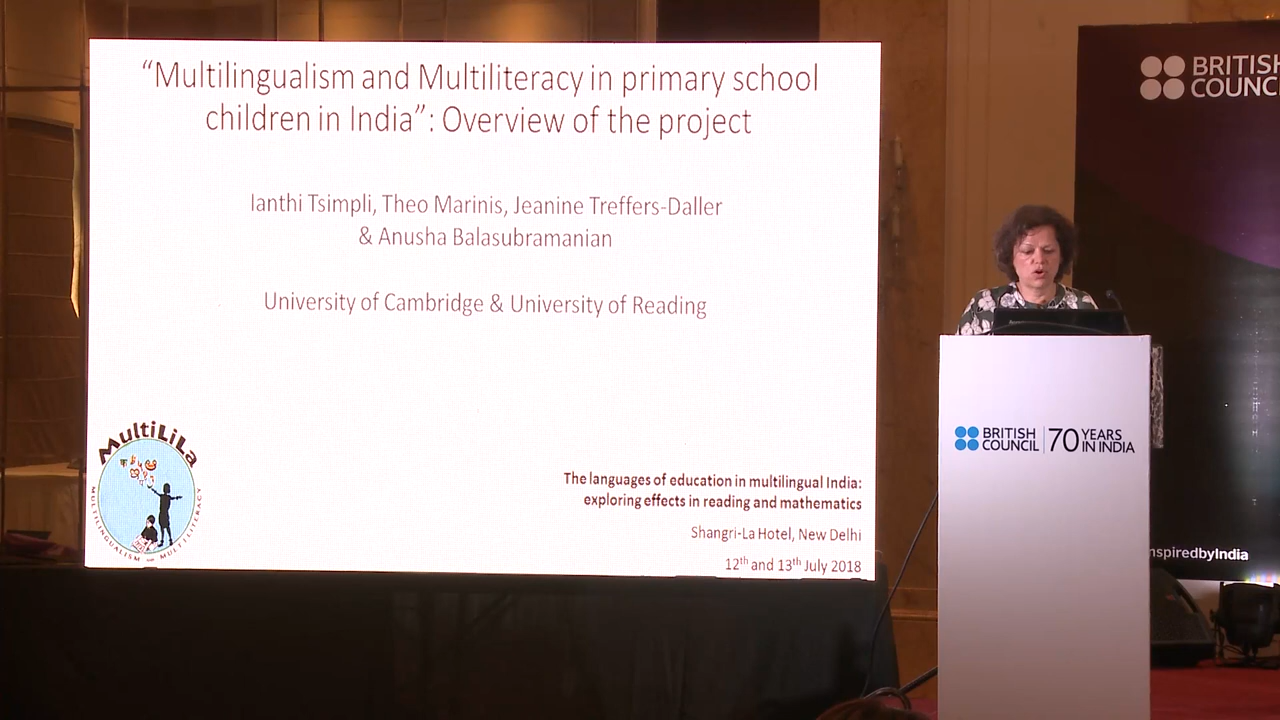 “Multilingualism and Multiliteracy in primary school
children in India”: Overview of the project
Ianthi Tsimpli, Theo Marinis, Jeanine Treffers-Daller
& Anusha Balasubramanian
University of Cambridge & University of Reading
MultiLiLa
MULTILINGUALISM AND MULTILITERACY
The languages of education in multilingual India:
exploring effects in reading and mathematics
Shangri-La Hotel, New Delhi
12th and 13th July 2018
BRITISH
COUNC
BRITISH
COUNCIL
70 YEARS
IN INDIA
nspiredbyIndia